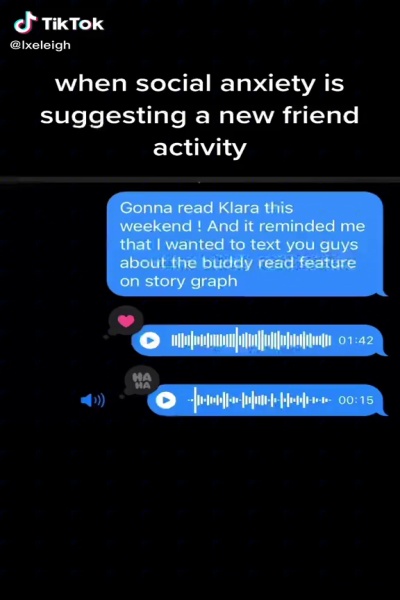 TikTok
@lxeleigh
when social anxiety is
suggesting a new friend
activity
Gonna read Klara this
weekend ! And it reminded me
that I wanted to text you guys
about the buddy read feature
on story graph
01:42
HA
HA
00:15